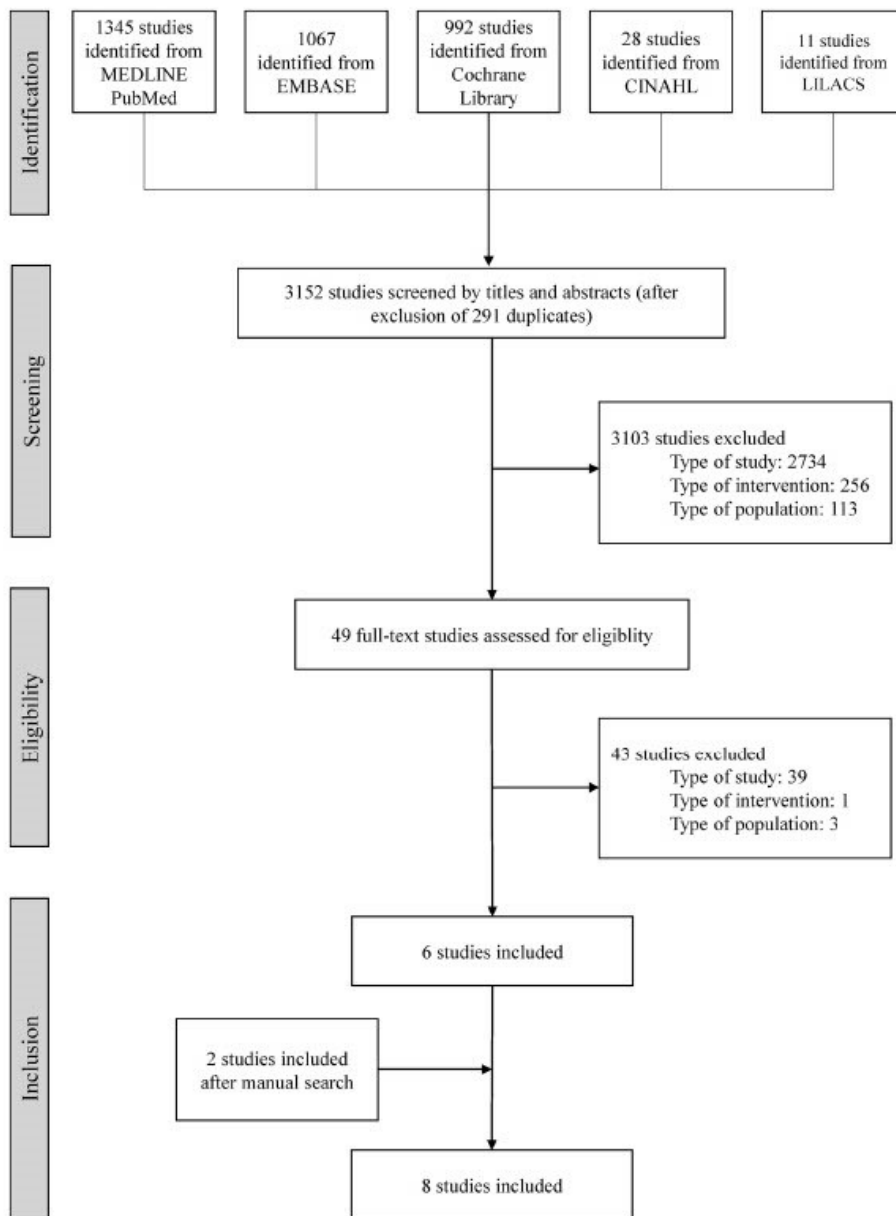 Identification
1345 studies
identified from
MEDLINE
PubMed
1067
identified from
EMBASE
992 studies
identified from
Cochrane
Library
28 studies
identified from
CINAHL
11 studies
identified from
LILACS
Screening
3152 studies screened by titles and abstracts (after
exclusion of 291 duplicates)
3103 studies excluded
Type of study: 2734
Type of intervention: 256
Type of population: 113
Eligibility
49 full-text studies assessed for eligiblity
43 studies excluded
Type of study: 39
Type of intervention: 1
Type of population: 3
Inclusion
6 studies included
2 studies included
after manual search
8 studies included